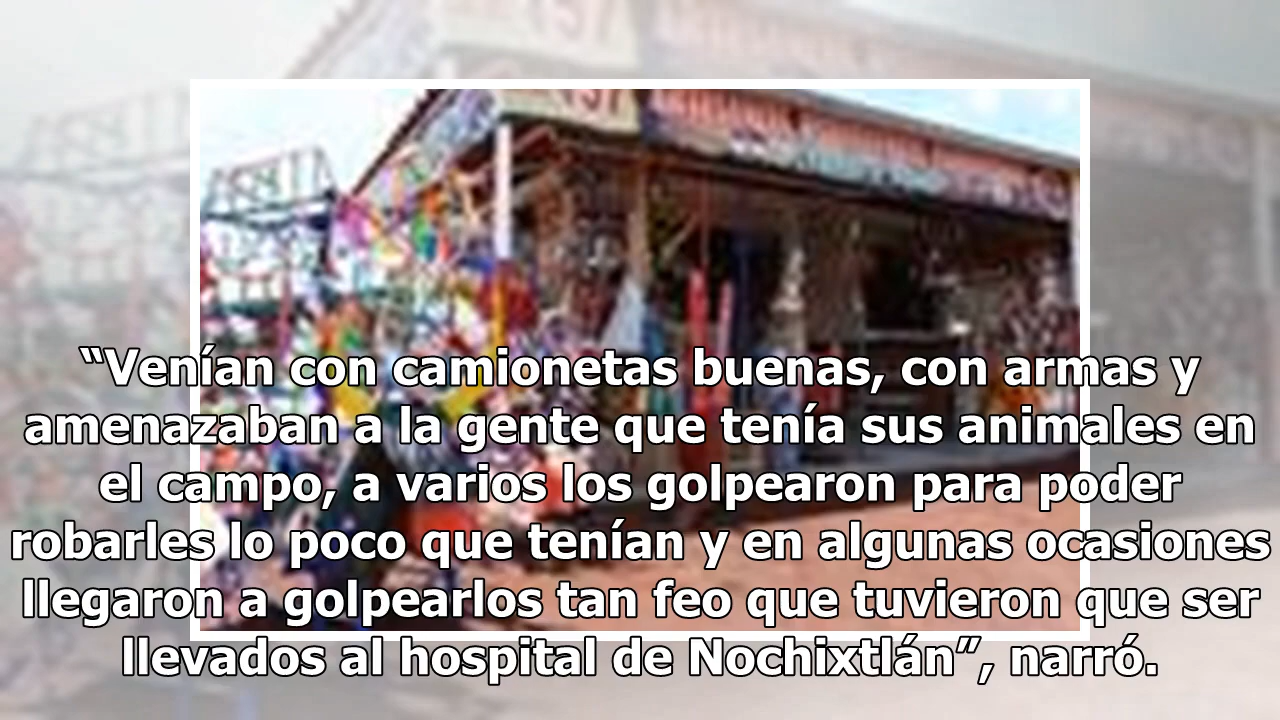 “Venían con camionetas buenas, con armas y
amenazaban a la gente que tenía sus animales en
el campo, a varios los golpearon para poder
robarles lo poco que tenían y en algunas ocasiones
llegaron a golpearlos tan feo que tuvieron que ser
llevados al hospital de Nochixtlán”, narró.